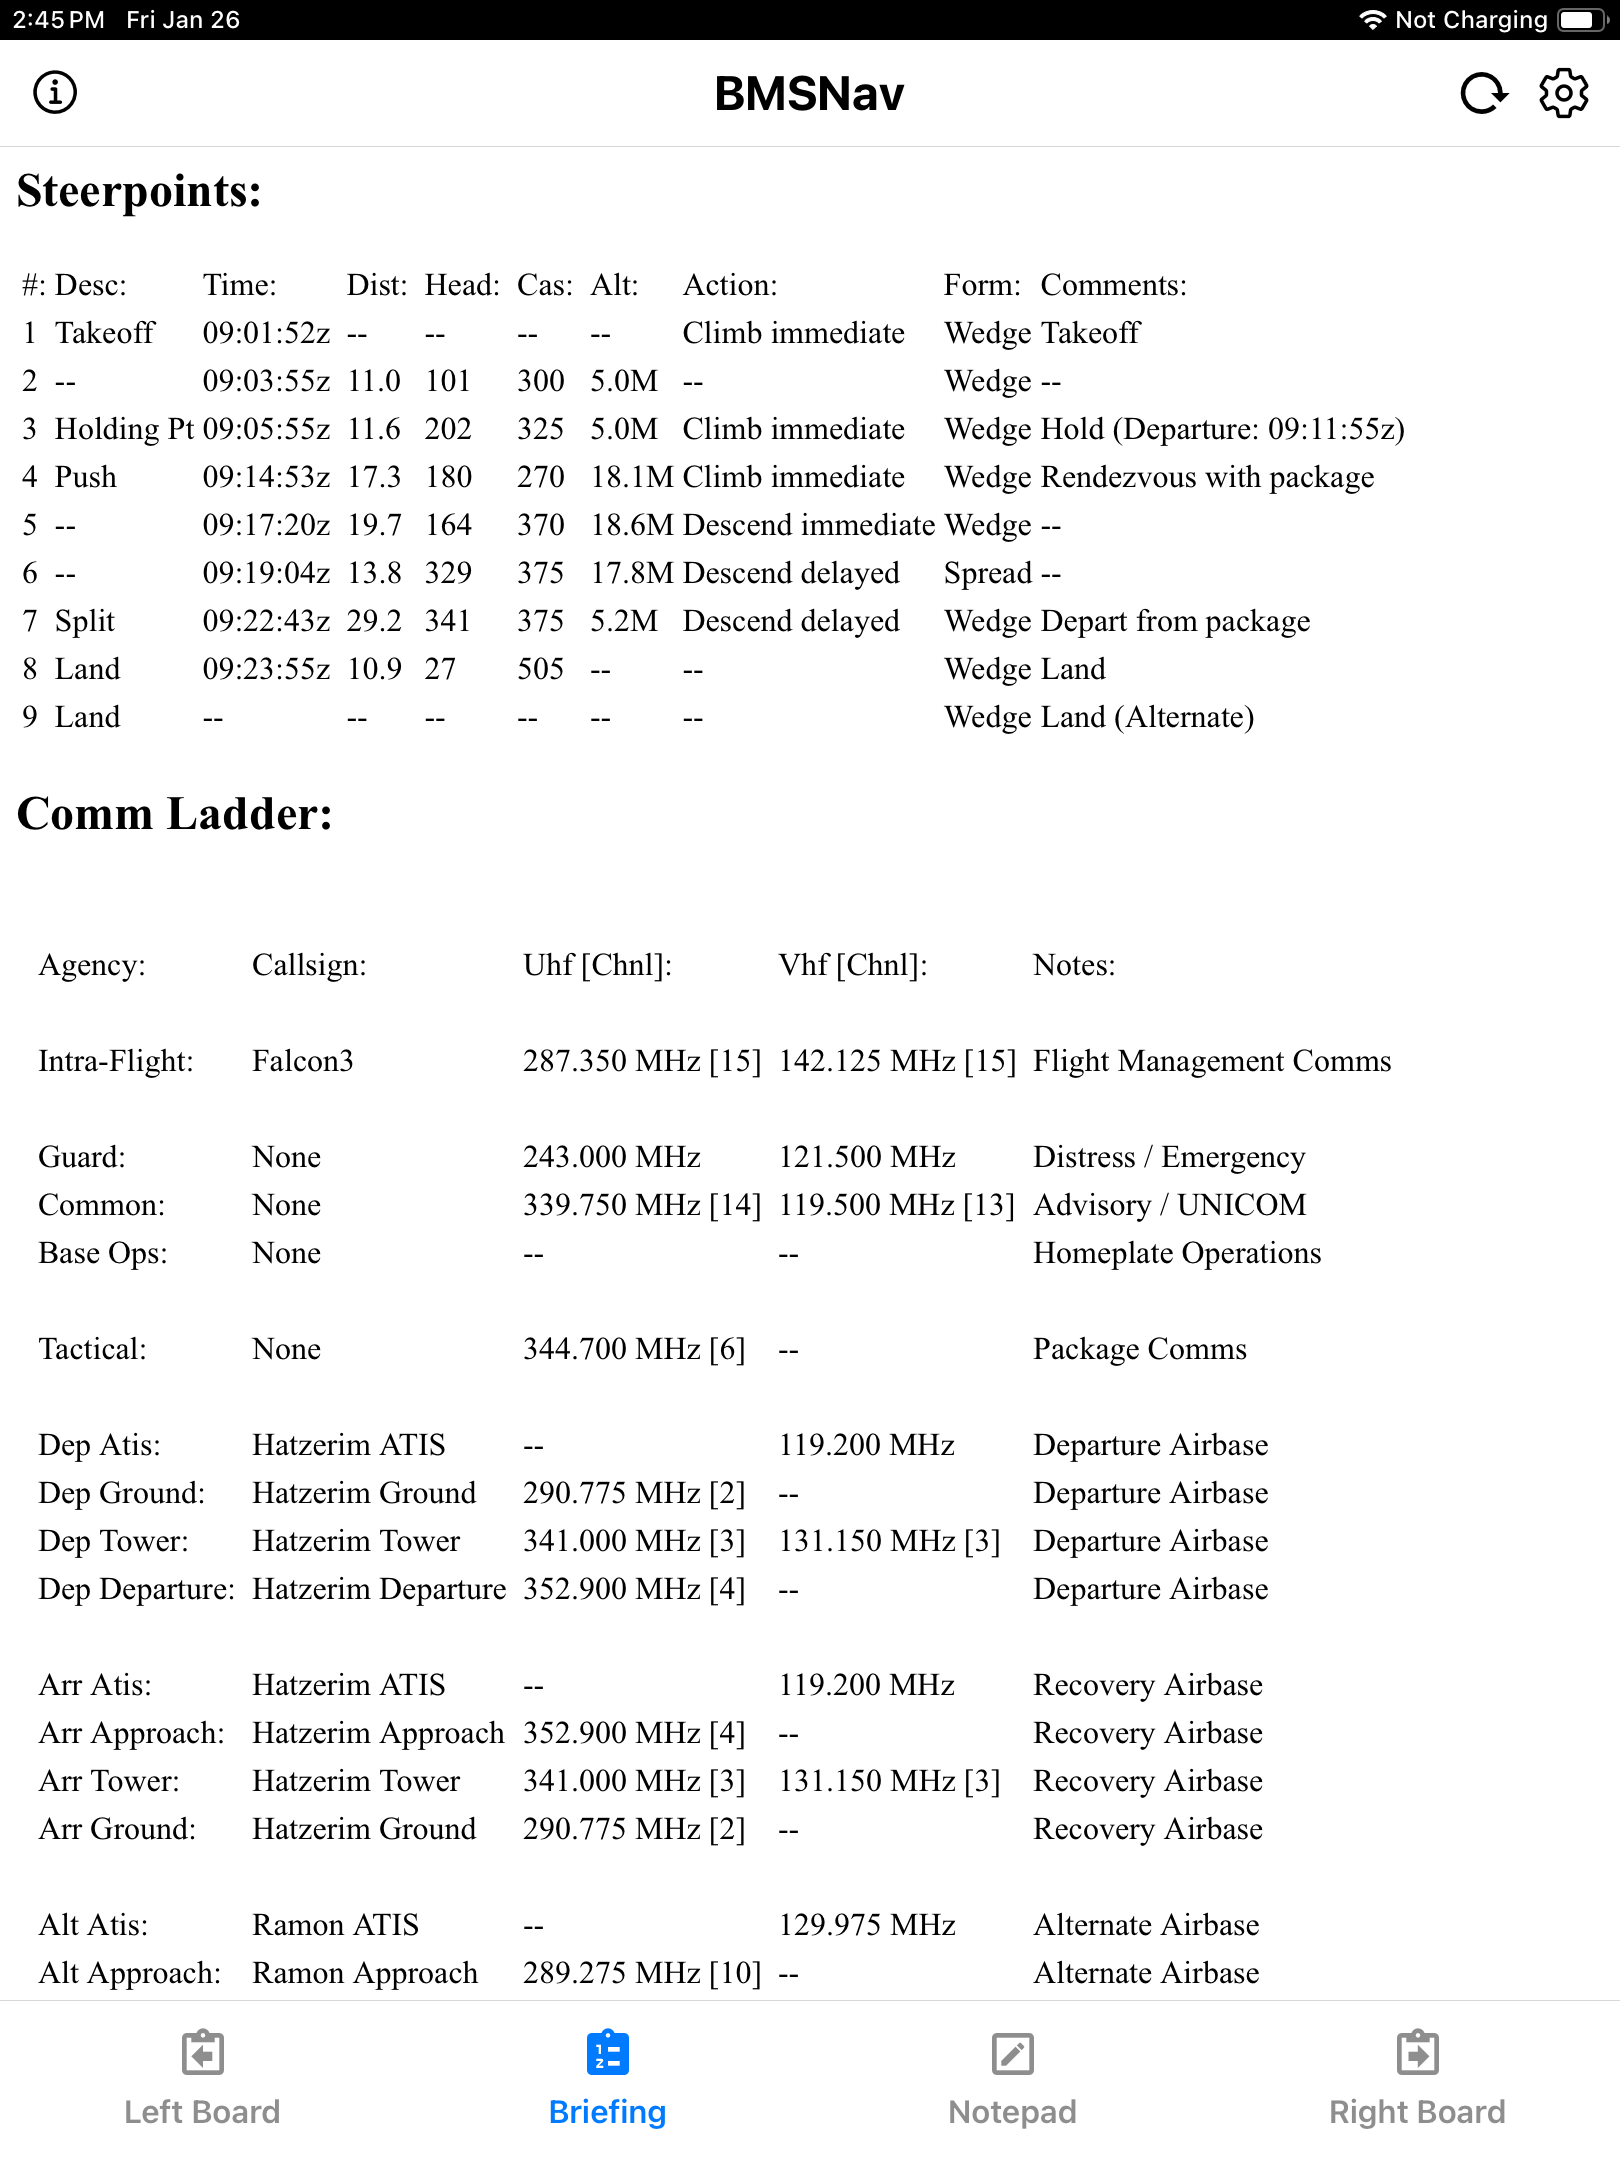 2:45 PM Fri Jan 26 Not Charging
BMSNav
Steerpoints:
#: Desc: Time: Dist: Head: Cas: Alt: Action: Form: Comments:
1 Takeoff 09:01:52z -- -- -- -- Climb immediate Wedge Takeoff
2 -- 09:03:55z 11.0 101 300 5.0M -- Wedge --
3 Holding Pt 09:05:55z 11.6 202 325 5.0M Climb immediate Wedge Hold (Departure: 09:11:55z)
4 Push 09:14:53z 17.3 180 270 18.1M Climb immediate Wedge Rendezvous with package
5 -- 09:17:20z 19.7 164 370 18.6M Descend immediate Wedge --
6 -- 09:19:04z 13.8 329 375 17.8M Descend delayed Spread --
7 Split 09:22:43z 29.2 341 375 5.2M Descend delayed Wedge Depart from package
8 Land 09:23:55z 10.9 27 505 -- -- Wedge Land
9 Land -- -- -- -- -- -- Wedge Land (Alternate)
Comm Ladder:
Agency: Callsign: Uhf [Chnl]: Vhf [Chnl]: Notes:
Intra-Flight: Falcon3 287.350 MHz [15] 142.125 MHz [15] Flight Management Comms
Guard: None 243.000 MHz 121.500 MHz Distress / Emergency
Common: None 339.750 MHz [14] 119.500 MHz [13] Advisory / UNICOM
Base Ops: None -- -- Homeplate Operations
Tactical: None 344.700 MHz [6] -- Package Comms
Dep Atis: Hatzerim ATIS -- 119.200 MHz Departure Airbase
Dep Ground: Hatzerim Ground 290.775 MHz [2] -- Departure Airbase
Dep Tower: Hatzerim Tower 341.000 MHz [3] 131.150 MHz [3] Departure Airbase
Dep Departure: Hatzerim Departure 352.900 MHz [4] -- Departure Airbase
Arr Atis: Hatzerim ATIS -- 119.200 MHz Recovery Airbase
Arr Approach: Hatzerim Approach 352.900 MHz [4] -- Recovery Airbase
Arr Tower: Hatzerim Tower 341.000 MHz [3] 131.150 MHz [3] Recovery Airbase
Arr Ground: Hatzerim Ground 290.775 MHz [2] -- Recovery Airbase
Alt Atis: Ramon ATIS -- 129.975 MHz Alternate Airbase
Alt Approach: Ramon Approach 289.275 MHz [10] -- Alternate Airbase
Left Board Briefing Notepad Right Board